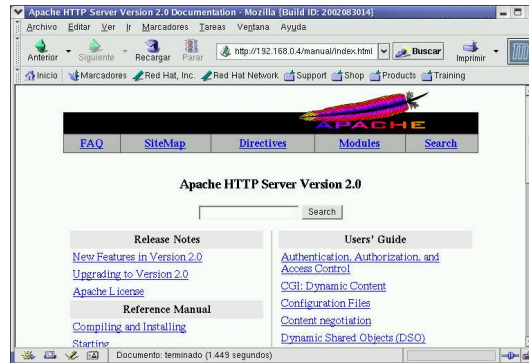 Apache HTTP Server Version 2.0 Documentation - Mozilla {Build ID: 2002083014}
Archivo Editar Ver Ir Marcadores Tareas Ventana Ayuda
Anterior Siguiente Recargar Parar http://192.168.0.4/manual/index.html Buscar Imprimir
Inicio Marcadores Red Hat, Inc. Red Hat Network Support Shop Products Training
APACHE
FAQ SiteMap Directives Modules Search
Apache HTTP Server Version 2.0
Search
Release Notes
New Features in Version 2.0
Upgrading to Version 2.0
Apache License
Reference Manual
Compiling and Installing
Starting
Users' Guide
Authentication, Authorization, and
Access Control
CGI: Dynamic Content
Configuration Files
Content negotiation
Dynamic Shared Objects (DSO)
Documento: terminado (1.449 segundos)